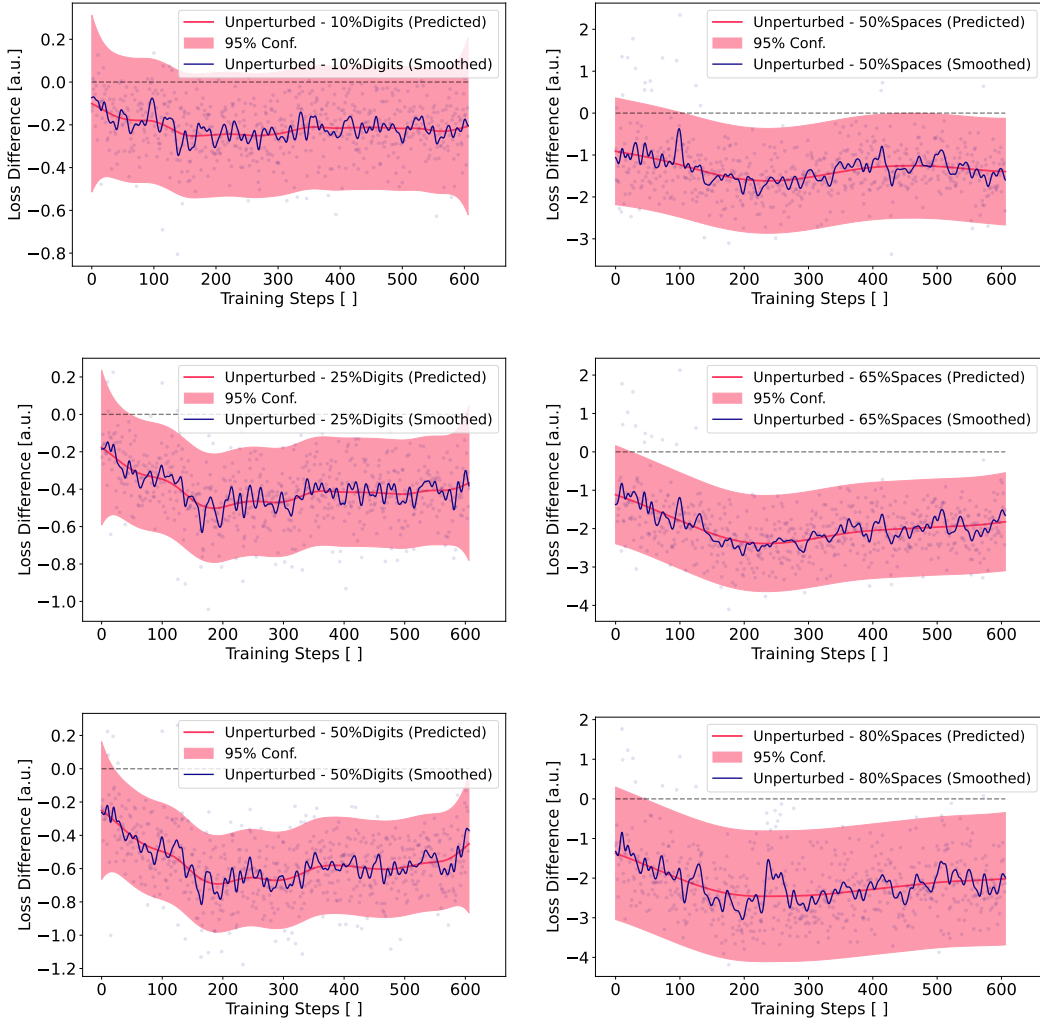 Unperturbed - 10%Digits (Predicted)
95% Conf.
Unperturbed - 10%Digits (Smoothed)
Loss Difference [a.u.]
0.2
0.0
−0.2
−0.4
−0.6
−0.8
0 100 200 300 400 500 600
Training Steps [ ]
Unperturbed - 50%Spaces (Predicted)
95% Conf.
Unperturbed - 50%Spaces (Smoothed)
Loss Difference [a.u.]
2
1
0
−1
−2
−3
0 100 200 300 400 500 600
Training Steps [ ]
Unperturbed - 25%Digits (Predicted)
95% Conf.
Unperturbed - 25%Digits (Smoothed)
Loss Difference [a.u.]
0.2
0.0
−0.2
−0.4
−0.6
−0.8
−1.0
0 100 200 300 400 500 600
Training Steps [ ]
Unperturbed - 65%Spaces (Predicted)
95% Conf.
Unperturbed - 65%Spaces (Smoothed)
Loss Difference [a.u.]
2
1
0
−1
−2
−3
−4
0 100 200 300 400 500 600
Training Steps [ ]
Unperturbed - 50%Digits (Predicted)
95% Conf.
Unperturbed - 50%Digits (Smoothed)
Loss Difference [a.u.]
0.2
0.0
−0.2
−0.4
−0.6
−0.8
−1.0
−1.2
0 100 200 300 400 500 600
Training Steps [ ]
Unperturbed - 80%Spaces (Predicted)
95% Conf.
Unperturbed - 80%Spaces (Smoothed)
Loss Difference [a.u.]
2
1
0
−1
−2
−3
−4
0 100 200 300 400 500 600
Training Steps [ ]